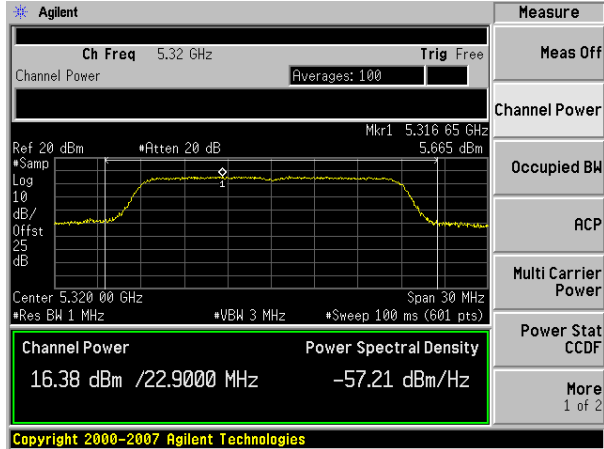 Agilent
Measure
Ch Freq 5.32 GHz Trig Free
Channel Power Averages: 100
Mkr1 5.316 65 GHz
Ref 20 dBm #Atten 20 dB 5.665 dBm
#Samp
Log
10
dB/
Offst
25
dB
1
Center 5.320 00 GHz Span 30 MHz
#Res BW 1 MHz #VBW 3 MHz #Sweep 100 ms (601 pts)
Channel Power Power Spectral Density
16.38 dBm /22.9000 MHz -57.21 dBm/Hz
Copyright 2000-2007 Agilent Technologies
Meas Off
Channel Power
Occupied BW
ACP
Multi Carrier
Power
Power Stat
CCDF
More
1 of 2